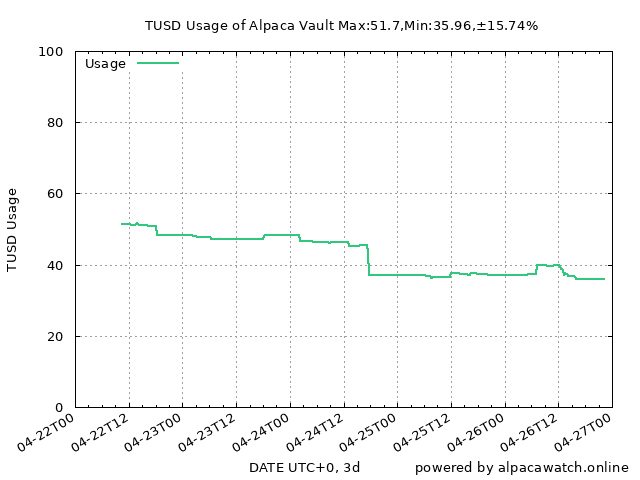 TUSD Usage of Alpaca Vault Max:51.7,Min:35.96,±15.74%
Usage
TUSD Usage
100
80
60
40
20
0
04-22T00
04-22T12
04-23T00
04-23T12
04-24T00
04-24T12
04-25T00
04-25T12
04-26T00
04-26T12
04-27T00
DATE UTC+0, 3d
powered by alpacawatch.online